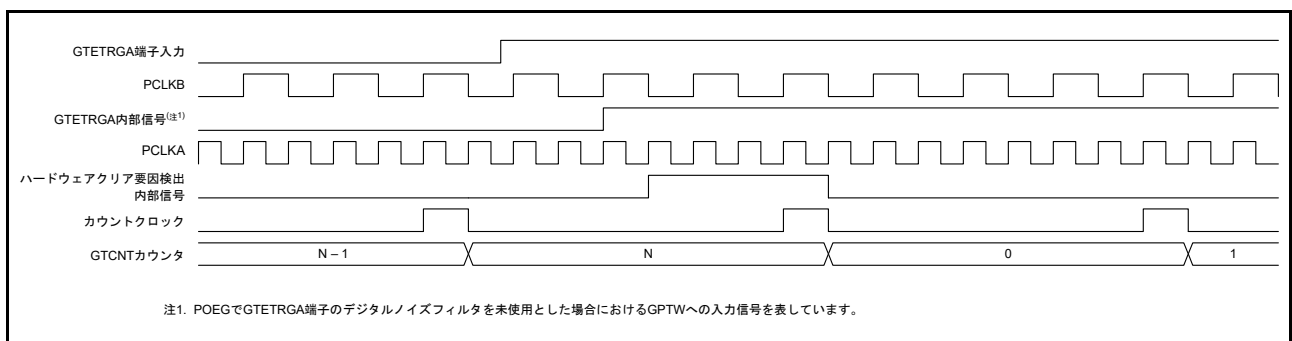 GTETRGA端子入力
PCLKB
GTETRGA内部信号(注1)
PCLKA
ハードウェアクリア要因検出
内部信号
カウントクロック
GTCNTカウンタ
N – 1
N
0
1
注1. POEGでGTETRGA端子のデジタルノイズフィルタを未使用とした場合におけるGPTWへの入力信号を表しています。